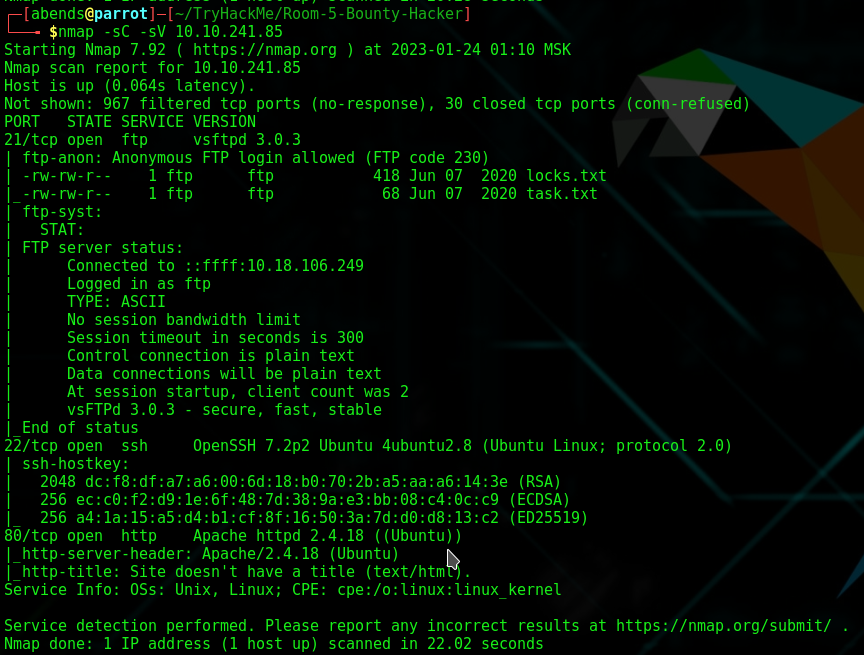 ┌─[abends@parrot]─[~/TryHackMe/Room-5-Bounty-Hacker]
└──╼ $nmap -sC -sV 10.10.241.85
Starting Nmap 7.92 ( https://nmap.org ) at 2023-01-24 01:10 MSK
Nmap scan report for 10.10.241.85
Host is up (0.064s latency).
Not shown: 967 filtered tcp ports (no-response), 30 closed tcp ports (conn-refused)
PORT   STATE SERVICE VERSION
21/tcp open  ftp     vsftpd 3.0.3
| ftp-anon: Anonymous FTP login allowed (FTP code 230)
| -rw-rw-r--    1 ftp      ftp           418 Jun 07  2020 locks.txt
|_-rw-rw-r--    1 ftp      ftp            68 Jun 07  2020 task.txt
| ftp-syst:
|   STAT:
| FTP server status:
|      Connected to ::ffff:10.18.106.249
|      Logged in as ftp
|      TYPE: ASCII
|      No session bandwidth limit
|      Session timeout in seconds is 300
|      Control connection is plain text
|      Data connections will be plain text
|      At session startup, client count was 2
|      vsFTPd 3.0.3 - secure, fast, stable
|_End of status
22/tcp open  ssh     OpenSSH 7.2p2 Ubuntu 4ubuntu2.8 (Ubuntu Linux; protocol 2.0)
| ssh-hostkey:
|   2048 dc:f8:df:a7:a6:00:6d:18:b0:70:2b:a5:aa:a6:14:3e (RSA)
|   256 ec:c0:f2:d9:1e:6f:48:7d:38:9a:e3:bb:08:c4:0c:c9 (ECDSA)
|_  256 a4:1a:15:a5:d4:b1:cf:8f:16:50:3a:7d:d0:d8:13:c2 (ED25519)
80/tcp open  http    Apache httpd 2.4.18 ((Ubuntu))
|_http-server-header: Apache/2.4.18 (Ubuntu)
|_http-title: Site doesn't have a title (text/html).
Service Info: OSs: Unix, Linux; CPE: cpe:/o:linux:linux_kernel

Service detection performed. Please report any incorrect results at https://nmap.org/submit/ .
Nmap done: 1 IP address (1 host up) scanned in 22.02 seconds